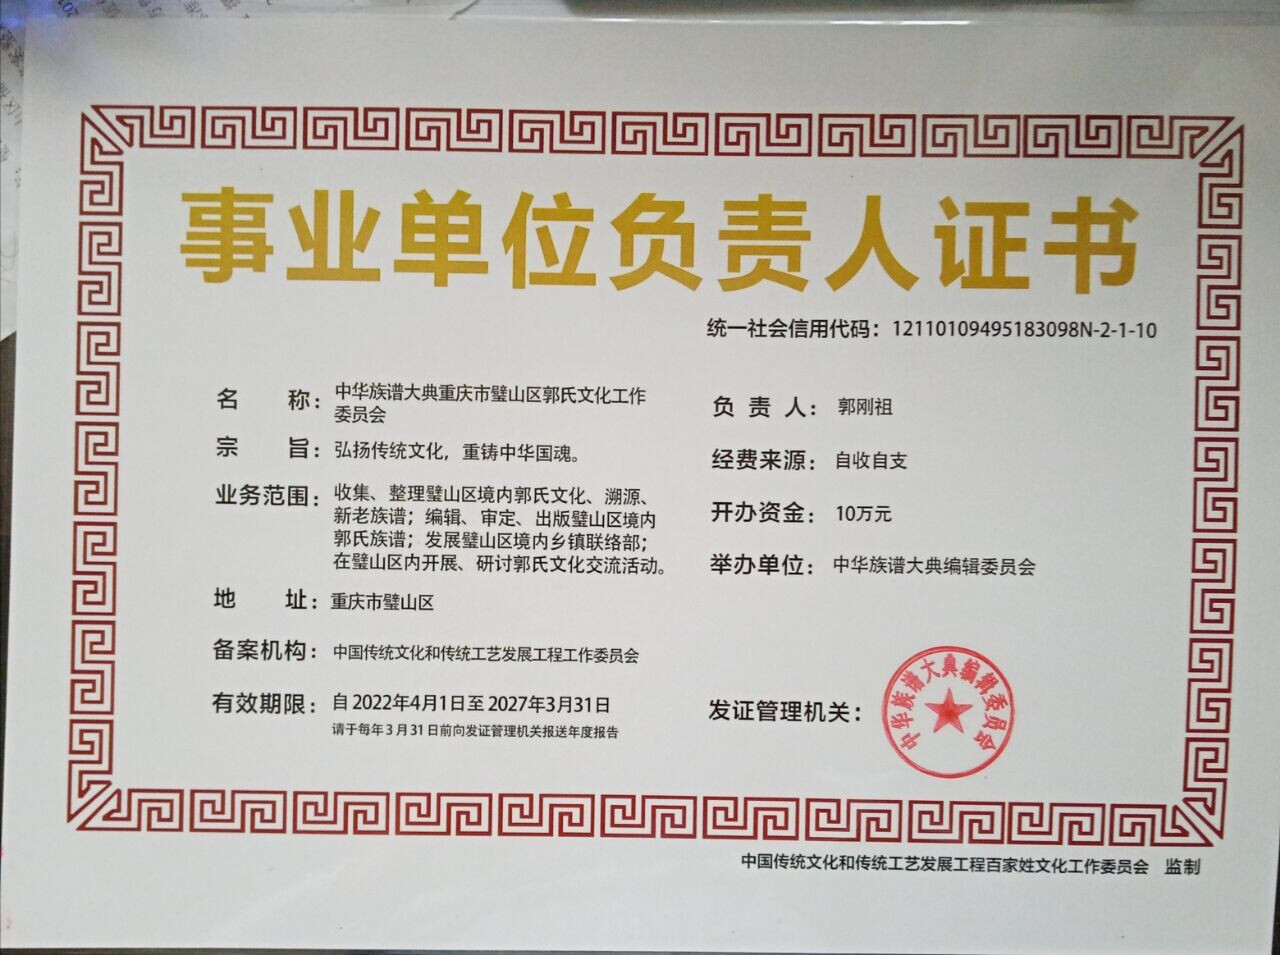 事业单位负责人证书
统一社会信用代码：12110109495183098N-2-1-10
名 称：中华族谱大典重庆市璧山区郭氏文化工作
委员会
宗 旨：弘扬传统文化，重铸中华国魂。
业务范围：收集、整理璧山区境内郭氏文化、溯源、
新老族谱；编辑、审定、出版璧山区境内
郭氏族谱；发展璧山区境内乡镇联络部；
在璧山区内开展、研讨郭氏文化交流活动。
地 址：重庆市璧山区
备案机构：中国传统文化和传统工艺发展工程工作委员会
有效期限：自2022年4月1日至2027年3月31日
请于每年3月31日前向发证管理机关报送年度报告
负 责 人：郭刚祖
经费来源：自收自支
开办资金：10万元
举办单位：中华族谱大典编辑委员会
发证管理机关：
中华族谱大典编辑委员会
中国传统文化和传统工艺发展工程百家姓文化工作委员会 监制